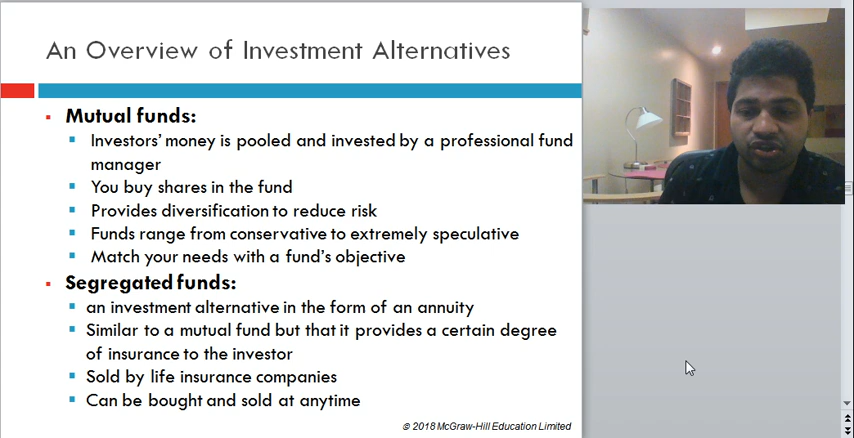 An Overview of Investment Alternatives
Mutual funds:
Investors' money is pooled and invested by a professional fund
manager
You buy shares in the fund
Provides diversification to reduce risk
Funds range from conservative to extremely speculative
Match your needs with a fund's objective
Segregated funds:
an investment alternative in the form of an annuity
Similar to a mutual fund but that it provides a certain degree
of insurance to the investor
Sold by life insurance companies
Can be bought and sold at anytime
© 2018 McGraw-Hill Education Limited